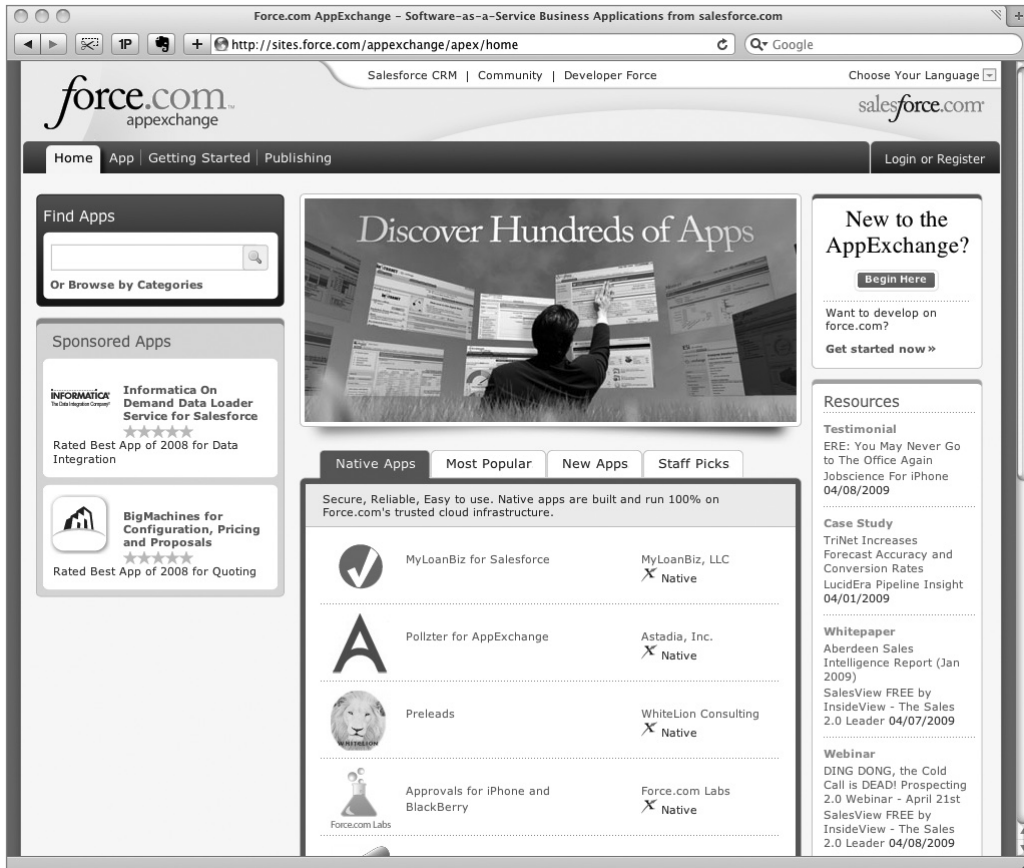 Force.com AppExchange – Software-as-a-Service Business Applications from salesforce.com
1P
http://sites.force.com/appexchange/apex/home
Google
Salesforce CRM | Community | Developer Force
Choose Your Language
force.com
appexchange
salesforce.com
Home
App
Getting Started
Publishing
Login or Register
Find Apps
Or Browse by Categories
Sponsored Apps
INFORMATICA
The Data Integration Company
Informatica On
Demand Data Loader
Service for Salesforce
Rated Best App of 2008 for Data
Integration
BigMachines for
Configuration, Pricing
and Proposals
Rated Best App of 2008 for Quoting
Discover Hundreds of Apps
Native Apps
Most Popular
New Apps
Staff Picks
Secure, Reliable, Easy to use. Native apps are built and run 100% on
Force.com's trusted cloud infrastructure.
MyLoanBiz for Salesforce
MyLoanBiz, LLC
Native
Pollzter for AppExchange
Astadia, Inc.
Native
WHITELION
Preleads
WhiteLion Consulting
Native
Force.com Labs
Approvals for iPhone and
BlackBerry
Force.com Labs
Native
New to the
AppExchange?
Begin Here
Want to develop on
force.com?
Get started now »
Resources
Testimonial
ERE: You May Never Go
to The Office Again
Jobscience For iPhone
04/08/2009
Case Study
TriNet Increases
Forecast Accuracy and
Conversion Rates
LucidEra Pipeline Insight
04/01/2009
Whitepaper
Aberdeen Sales
Intelligence Report (Jan
2009)
SalesView FREE by
InsideView - The Sales
2.0 Leader 04/07/2009
Webinar
DING DONG, the Cold
Call is DEAD! Prospecting
2.0 Webinar - April 21st
SalesView FREE by
InsideView - The Sales
2.0 Leader 04/08/2009